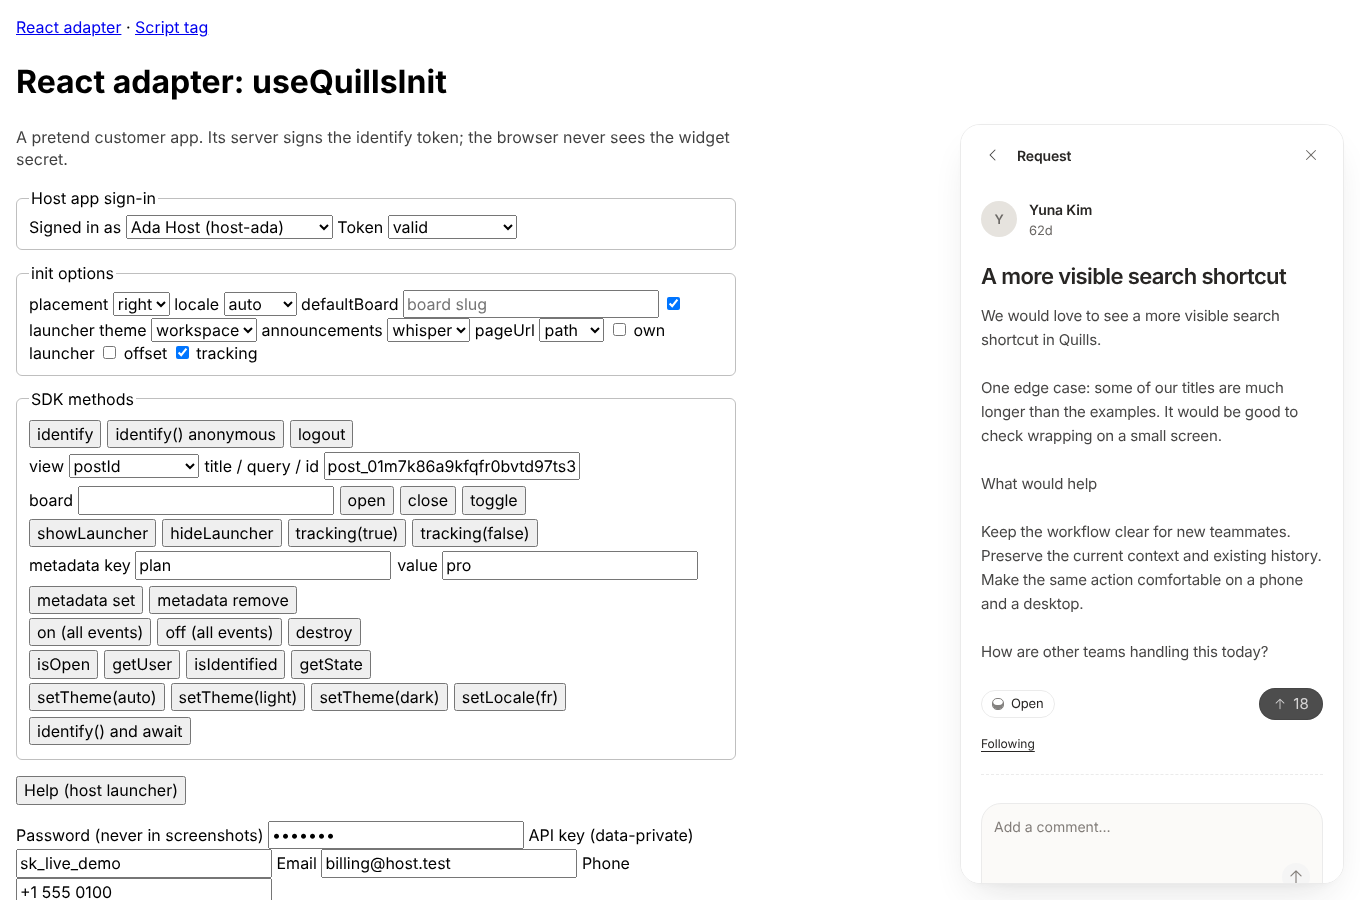 React adapter · Script tag
React adapter: useQuillsInit
A pretend customer app. Its server signs the identify token; the browser never sees the widget
secret.
Host app sign-in
Signed in as Ada Host (host-ada) Token valid
init options
placement right locale auto defaultBoard board slug
launcher theme workspace announcements whisper pageUrl path own
launcher offset tracking
SDK methods
identify identify() anonymous logout
view postId title / query / id post_01m7k86a9kfqfr0bvtd97ts3
board open close toggle
showLauncher hideLauncher tracking(true) tracking(false)
metadata key plan value pro
metadata set metadata remove
on (all events) off (all events) destroy
isOpen getUser isIdentified getState
setTheme(auto) setTheme(light) setTheme(dark) setLocale(fr)
identify() and await
Help (host launcher)
Password (never in screenshots) ••••••• API key (data-private)
sk_live_demo Email billing@host.test Phone
+1 555 0100
Request
Y
Yuna Kim
62d
A more visible search shortcut
We would love to see a more visible search
shortcut in Quills.
One edge case: some of our titles are much
longer than the examples. It would be good to
check wrapping on a small screen.
What would help
Keep the workflow clear for new teammates.
Preserve the current context and existing history.
Make the same action comfortable on a phone
and a desktop.
How are other teams handling this today?
Open
18
Following
Add a comment...